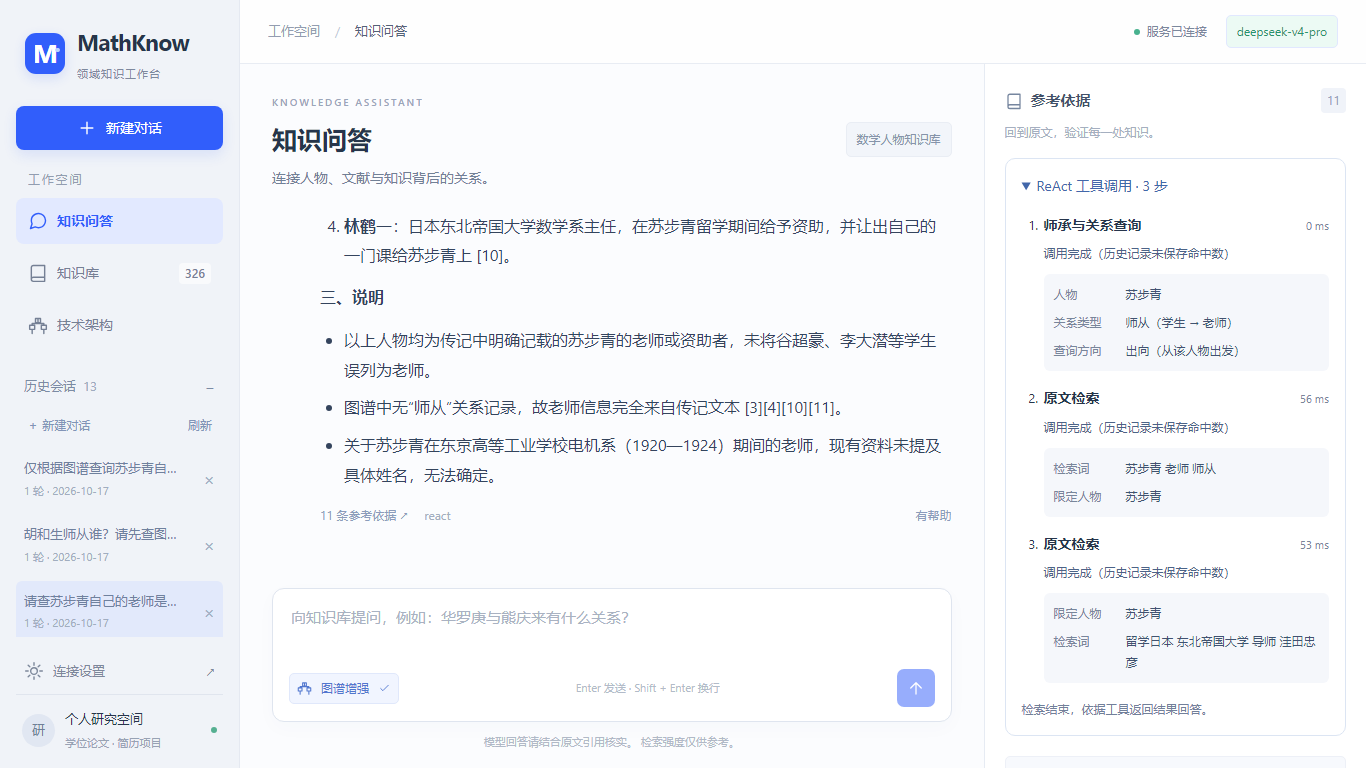 MathKnow
领域知识工作台
+ 新建对话
工作空间
知识问答
知识库 326
技术架构
历史会话 13 –
+ 新建对话 刷新
仅根据图谱查询苏步青自... ×
1 轮 · 2026-10-17
胡和生师从谁？请先查图... ×
1 轮 · 2026-10-17
请查苏步青自己的老师是... ×
1 轮 · 2026-10-17
连接设置 ↗
研 个人研究空间
学位论文 · 简历项目
工作空间 / 知识问答
服务已连接 deepseek-v4-pro
KNOWLEDGE ASSISTANT
知识问答
数学人物知识库
连接人物、文献与知识背后的关系。
4. 林鹤一：日本东北帝国大学数学系主任，在苏步青留学期间给予资助，并让出自己的
一门课给苏步青上 [10]。
三、说明
• 以上人物均为传记中明确记载的苏步青的老师或资助者，未将谷超豪、李大潜等学生
误列为老师。
• 图谱中无“师从”关系记录，故老师信息完全来自传记文本 [3][4][10][11]。
• 关于苏步青在东京高等工业学校电机系（1920—1924）期间的老师，现有资料未提及
具体姓名，无法确定。
11 条参考依据 ↗ react 有帮助
向知识库提问，例如：华罗庚与熊庆来有什么关系？
图谱增强 ✓ Enter 发送 · Shift + Enter 换行 ↑
模型回答请结合原文引用核实。 检索强度仅供参考。
参考依据 11
回到原文，验证每一处知识。
▼ ReAct 工具调用 · 3 步
1. 师承与关系查询 0 ms
调用完成（历史记录未保存命中数）
人物 苏步青
关系类型 师从（学生 → 老师）
查询方向 出向（从该人物出发）
2. 原文检索 56 ms
调用完成（历史记录未保存命中数）
检索词 苏步青 老师 师从
限定人物 苏步青
3. 原文检索 53 ms
调用完成（历史记录未保存命中数）
限定人物 苏步青
检索词 留学日本 东北帝国大学 导师 洼田忠
彦
检索结束，依据工具返回结果回答。